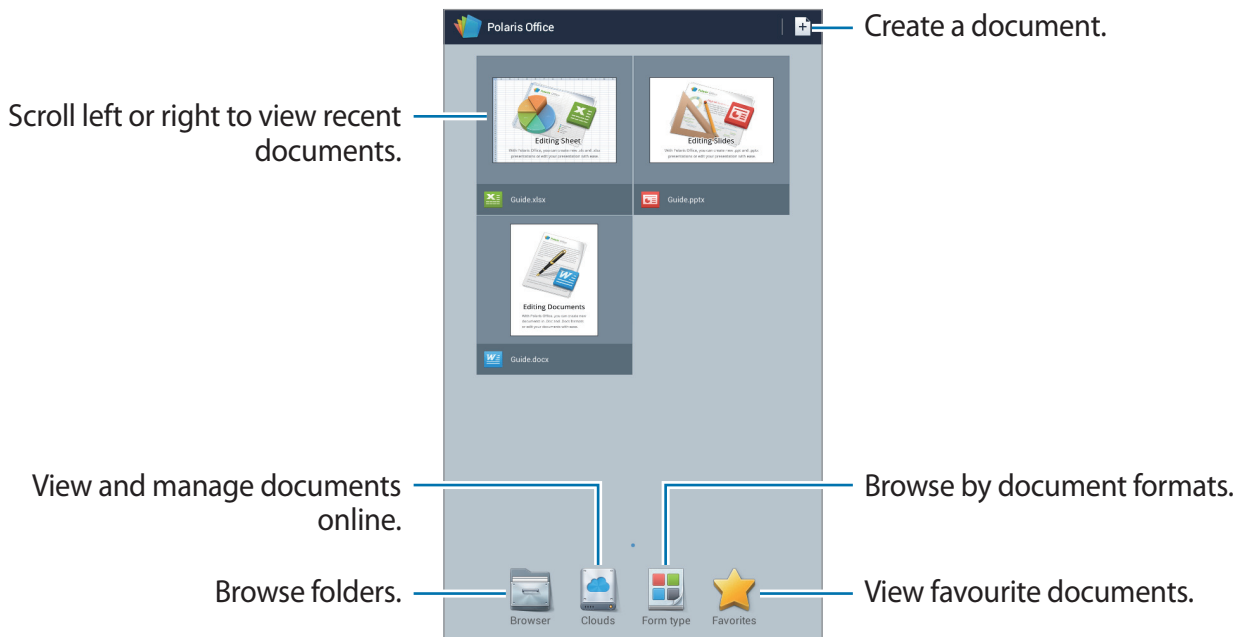 Polaris Office
Create a document.
Scroll left or right to view recent
documents.
Editing Sheet
Editing Slides
Guide.xlsx
Guide.pptx
Editing Documents
Guide.docx
View and manage documents
online.
Browse by document formats.
Browse folders.
View favourite documents.
Browser
Clouds
Form type
Favorites